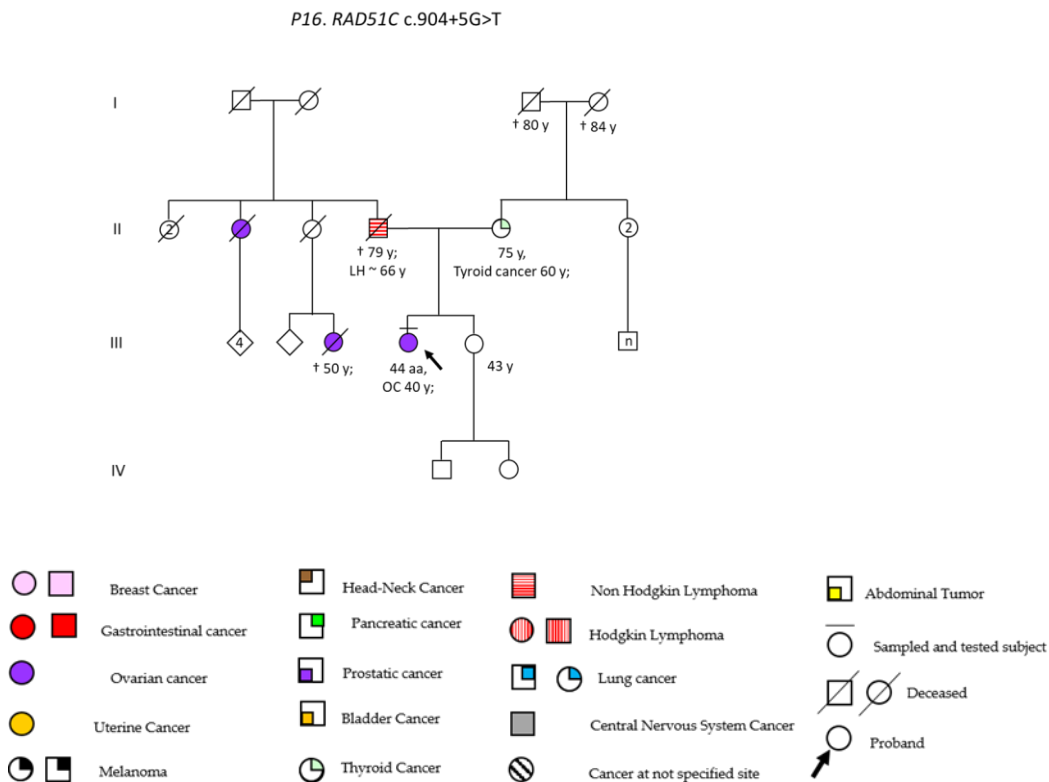 P16. RAD51C c.904+5G>T
I
† 80 y
† 84 y
II
2
2
† 79 y;
LH ~ 66 y
75 y,
Tyroid cancer 60 y;
III
4
n
† 50 y;
44 aa,
OC 40 y;
43 y
IV
Breast Cancer
Gastrointestinal cancer
Ovarian cancer
Uterine Cancer
Melanoma
Head-Neck Cancer
Pancreatic cancer
Prostatic cancer
Bladder Cancer
Thyroid Cancer
Non Hodgkin Lymphoma
Hodgkin Lymphoma
Lung cancer
Central Nervous System Cancer
Cancer at not specified site
Abdominal Tumor
Sampled and tested subject
Deceased
Proband